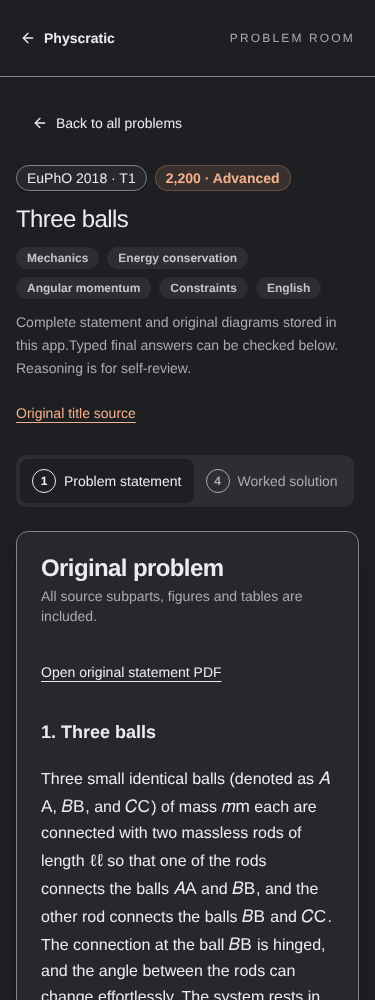 Physcratic
PROBLEM ROOM
Back to all problems
EuPhO 2018 · T1
2,200 · Advanced
Three balls
Mechanics
Energy conservation
Angular momentum
Constraints
English
Complete statement and original diagrams stored in
this app.Typed final answers can be checked below.
Reasoning is for self-review.
Original title source
1 Problem statement
4 Worked solution
Original problem
All source subparts, figures and tables are
included.
Open original statement PDF
1. Three balls
Three small identical balls (denoted as 𝐴
A, 𝐵B, and 𝐶C) of mass 𝑚m each are
connected with two massless rods of
length ℓℓ so that one of the rods
connects the balls 𝐴A and 𝐵B, and the
other rod connects the balls 𝐵B and 𝐶C.
The connection at the ball 𝐵B is hinged,
and the angle between the rods can
change effortlessly. The system rests in